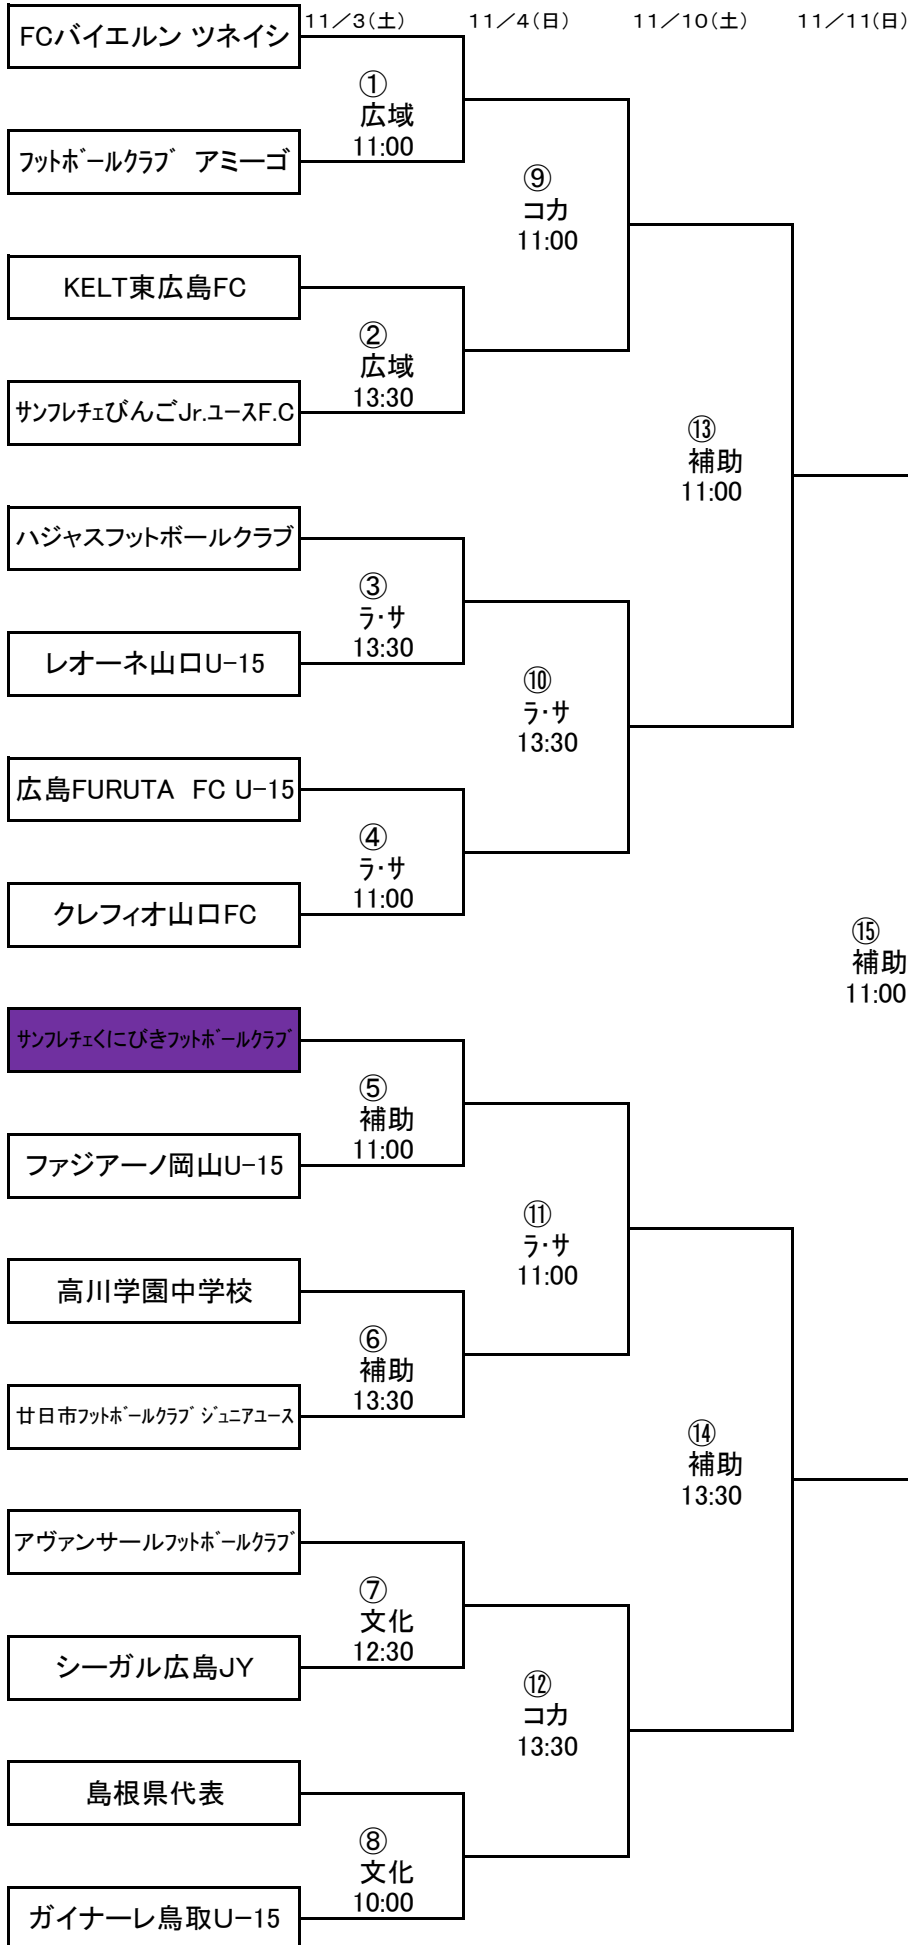 11／3(土) 11／4(日) 11／10(土) 11／11(日)
FCバイエルン ツネイシ
①
広域
11:00
フットボールクラブ アミーゴ
⑨
コカ
11:00
KELT東広島FC
②
広域
13:30
サンフレチェびんごJr.ユースF.C
⑬
補助
11:00
ハジャスフットボールクラブ
③
ラ・サ
13:30
レオーネ山口U-15
⑩
ラ・サ
13:30
広島FURUTA FC U-15
④
ラ・サ
11:00
クレフィオ山口FC
⑮
補助
11:00
サンフレチェくにびきフットボールクラブ
⑤
補助
11:00
ファジアーノ岡山U-15
⑪
ラ・サ
11:00
高川学園中学校
⑥
補助
13:30
廿日市フットボールクラブジュニアユース
⑭
補助
13:30
アヴァンサールフットボールクラブ
⑦
文化
12:30
シーガル広島JY
⑫
コカ
13:30
島根県代表
⑧
文化
10:00
ガイナーレ鳥取U-15